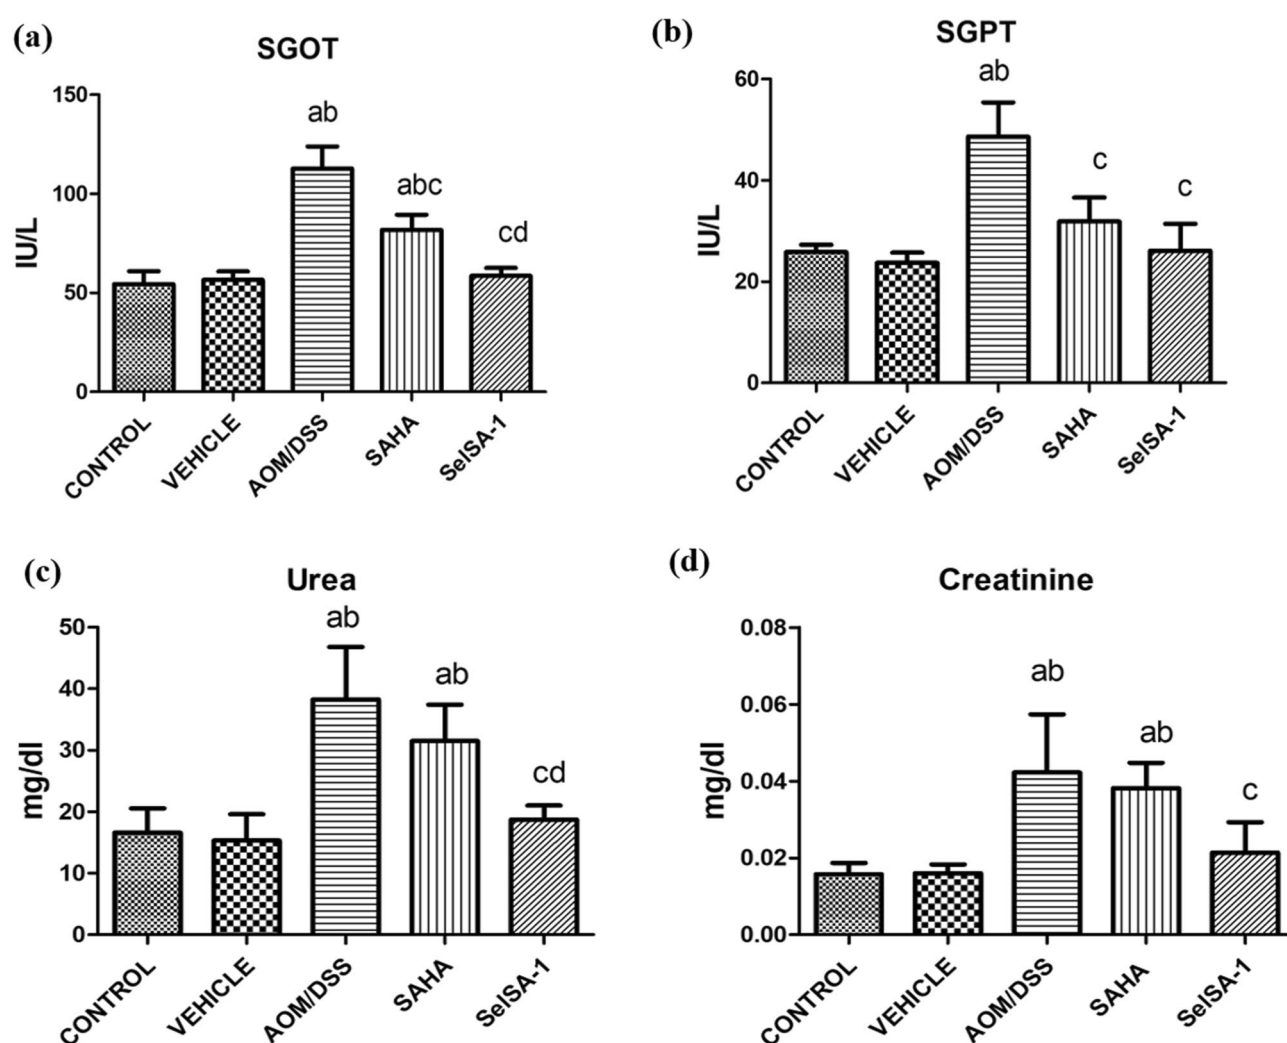 (a)
SGOT
150
100
50
0
IU/L
ab
abc
cd
CONTROL
VEHICLE
AOM/DSS
SAHA
SelSA-1
(b)
SGPT
60
40
20
0
IU/L
ab
c
c
CONTROL
VEHICLE
AOM/DSS
SAHA
SelSA-1
(c)
Urea
50
40
30
20
10
0
mg/dl
ab
ab
cd
CONTROL
VEHICLE
AOM/DSS
SAHA
SelSA-1
(d)
Creatinine
0.08
0.06
0.04
0.02
0.00
mg/dl
ab
ab
c
CONTROL
VEHICLE
AOM/DSS
SAHA
SelSA-1